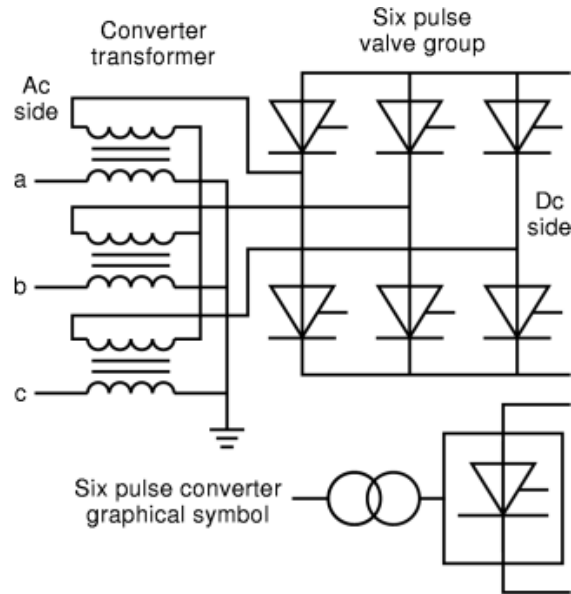 Converter
transformer
Six pulse
valve group
Ac
side
a
b
c
Dc
side
Six pulse converter
graphical symbol